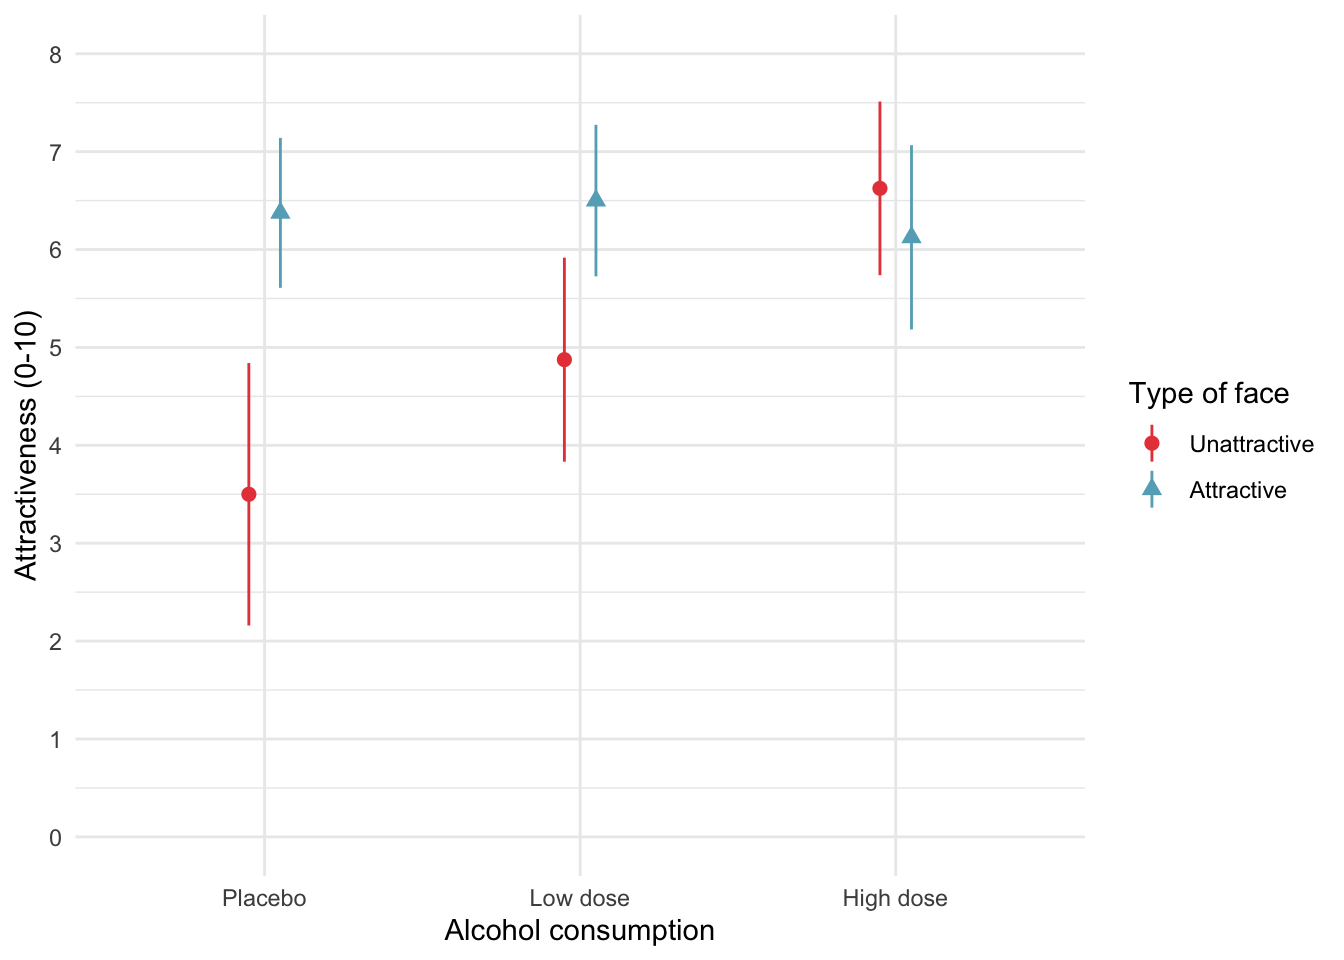 8
7
6
5
4
3
2
1
0
Attractiveness (0-10)
Placebo
Low dose
High dose
Alcohol consumption
Type of face
Unattractive
Attractive